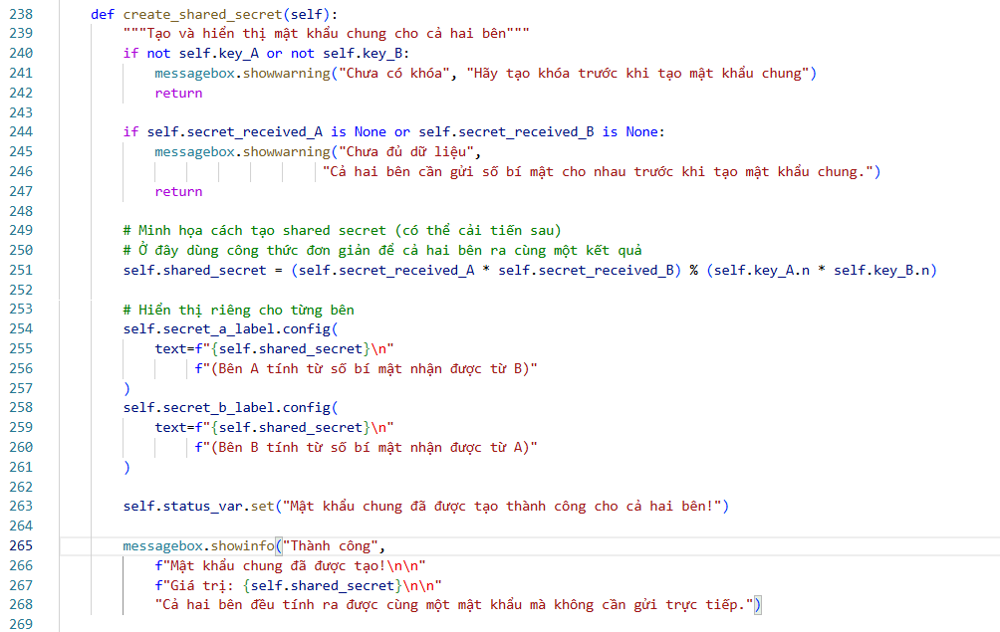 238 def create_shared_secret(self):
239 """Tạo và hiển thị mật khẩu chung cho cả hai bên"""
240 if not self.key_A or not self.key_B:
241 messagebox.showwarning("Chưa có khóa", "Hãy tạo khóa trước khi tạo mật khẩu chung")
242 return
243
244 if self.secret_received_A is None or self.secret_received_B is None:
245 messagebox.showwarning("Chưa đủ dữ liệu",
246 "Cả hai bên cần gửi số bí mật cho nhau trước khi tạo mật khẩu chung.")
247 return
248
249 # Minh họa cách tạo shared secret (có thể cải tiến sau)
250 # Ở đây dùng công thức đơn giản để cả hai bên ra cùng một kết quả
251 self.shared_secret = (self.secret_received_A * self.secret_received_B) % (self.key_A.n * self.key_B.n)
252
253 # Hiển thị riêng cho từng bên
254 self.secret_a_label.config(
255 text=f"{self.shared_secret}\n"
256 f"(Bên A tính từ số bí mật nhận được từ B)"
257 )
258 self.secret_b_label.config(
259 text=f"{self.shared_secret}\n"
260 f"(Bên B tính từ số bí mật nhận được từ A)"
261 )
262
263 self.status_var.set("Mật khẩu chung đã được tạo thành công cho cả hai bên!")
264
265 messagebox.showinfo("Thành công",
266 f"Mật khẩu chung đã được tạo!\n\n"
267 f"Giá trị: {self.shared_secret}\n\n"
268 "Cả hai bên đều tính ra được cùng một mật khẩu mà không cần gửi trực tiếp.")
269